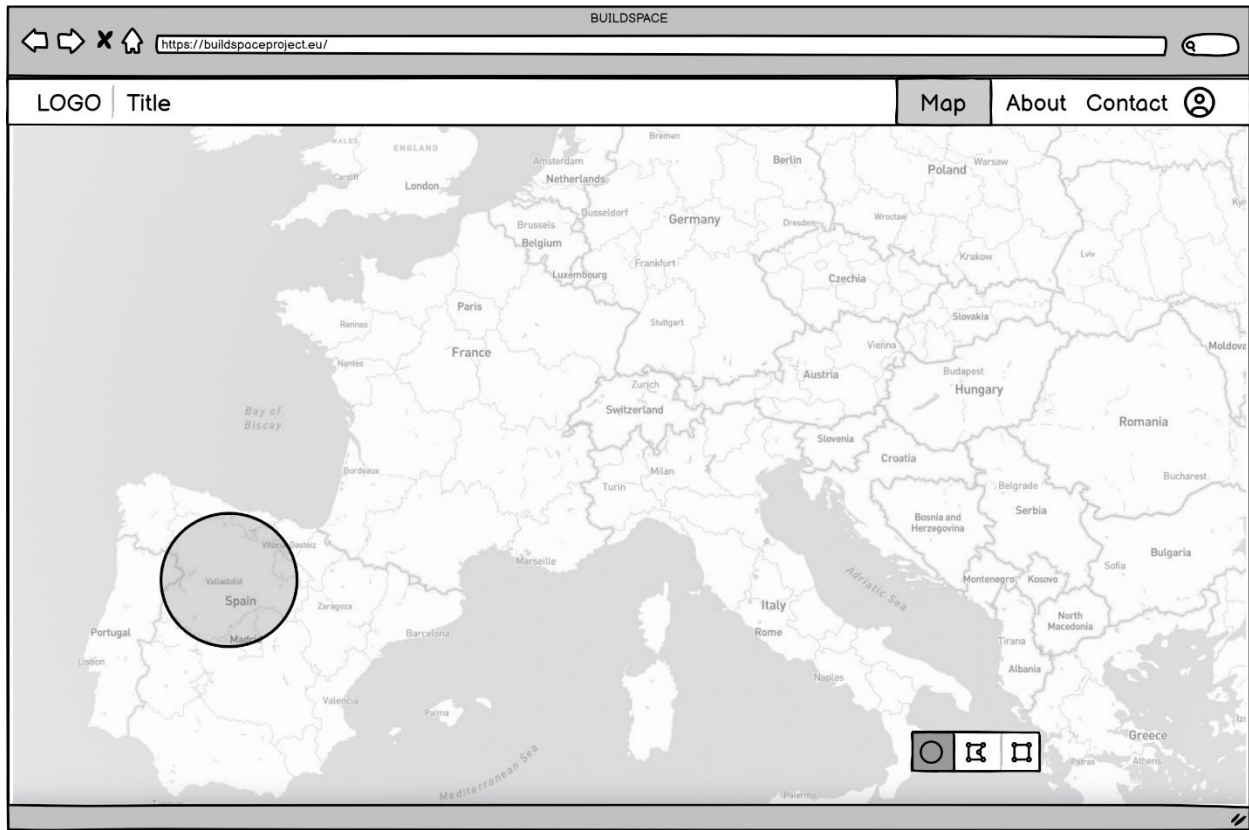 BUILDSPACE
https://buildspaceproject.eu/
LOGO Title Map About Contact
WALES
ENGLAND
Cardiff
London
Amsterdam
Netherlands
Bremen
Berlin
Poland
Warsaw
Dusseldorf
Brussels
Belgium
Germany
Dresden
Wroclaw
Luxembourg
Frankfurt
Krakow
Lviv
Czechia
Paris
Rennes
Stuttgart
Slovakia
Nantes
France
Vienna
Austria
Budapest
Hungary
Moldova
Zurich
Switzerland
Bay of
Biscay
Slovenia
Croatia
Romania
Bordeaux
Milan
Turin
Belgrade
Serbia
Bucharest
Bosnia and
Herzegovina
Vitoria-Gasteiz
Marseille
Bulgaria
Sofia
Valladolid
Spain
Adriatic Sea
Montenegro
Kosovo
Zaragoza
Italy
Rome
North
Macedonia
Portugal
Madrid
Barcelona
Tirana
Lisbon
Albania
Naples
Valencia
Palma
Greece
Patras
Athens
Mediterranean Sea
Palermo